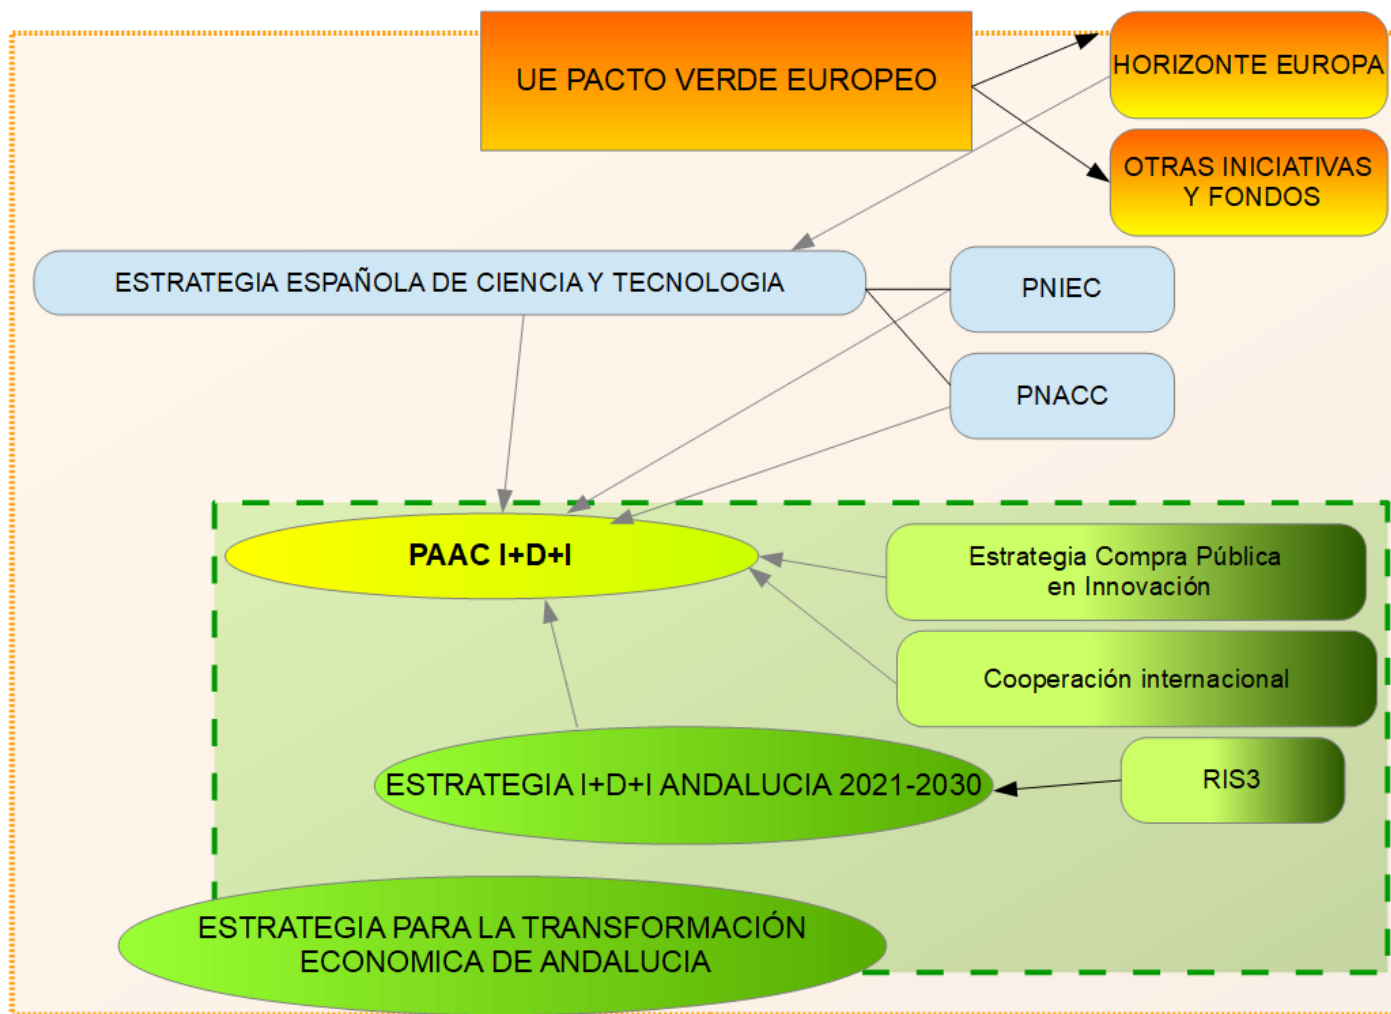 UE PACTO VERDE EUROPEO
HORIZONTE EUROPA
OTRAS INICIATIVAS
Y FONDOS
ESTRATEGIA ESPAÑOLA DE CIENCIA Y TECNOLOGIA
PNIEC
PNACC
PAAC I+D+I
Estrategia Compra Pública
en Innovación
Cooperación internacional
ESTRATEGIA I+D+I ANDALUCIA 2021-2030
RIS3
ESTRATEGIA PARA LA TRANSFORMACIÓN
ECONOMICA DE ANDALUCIA